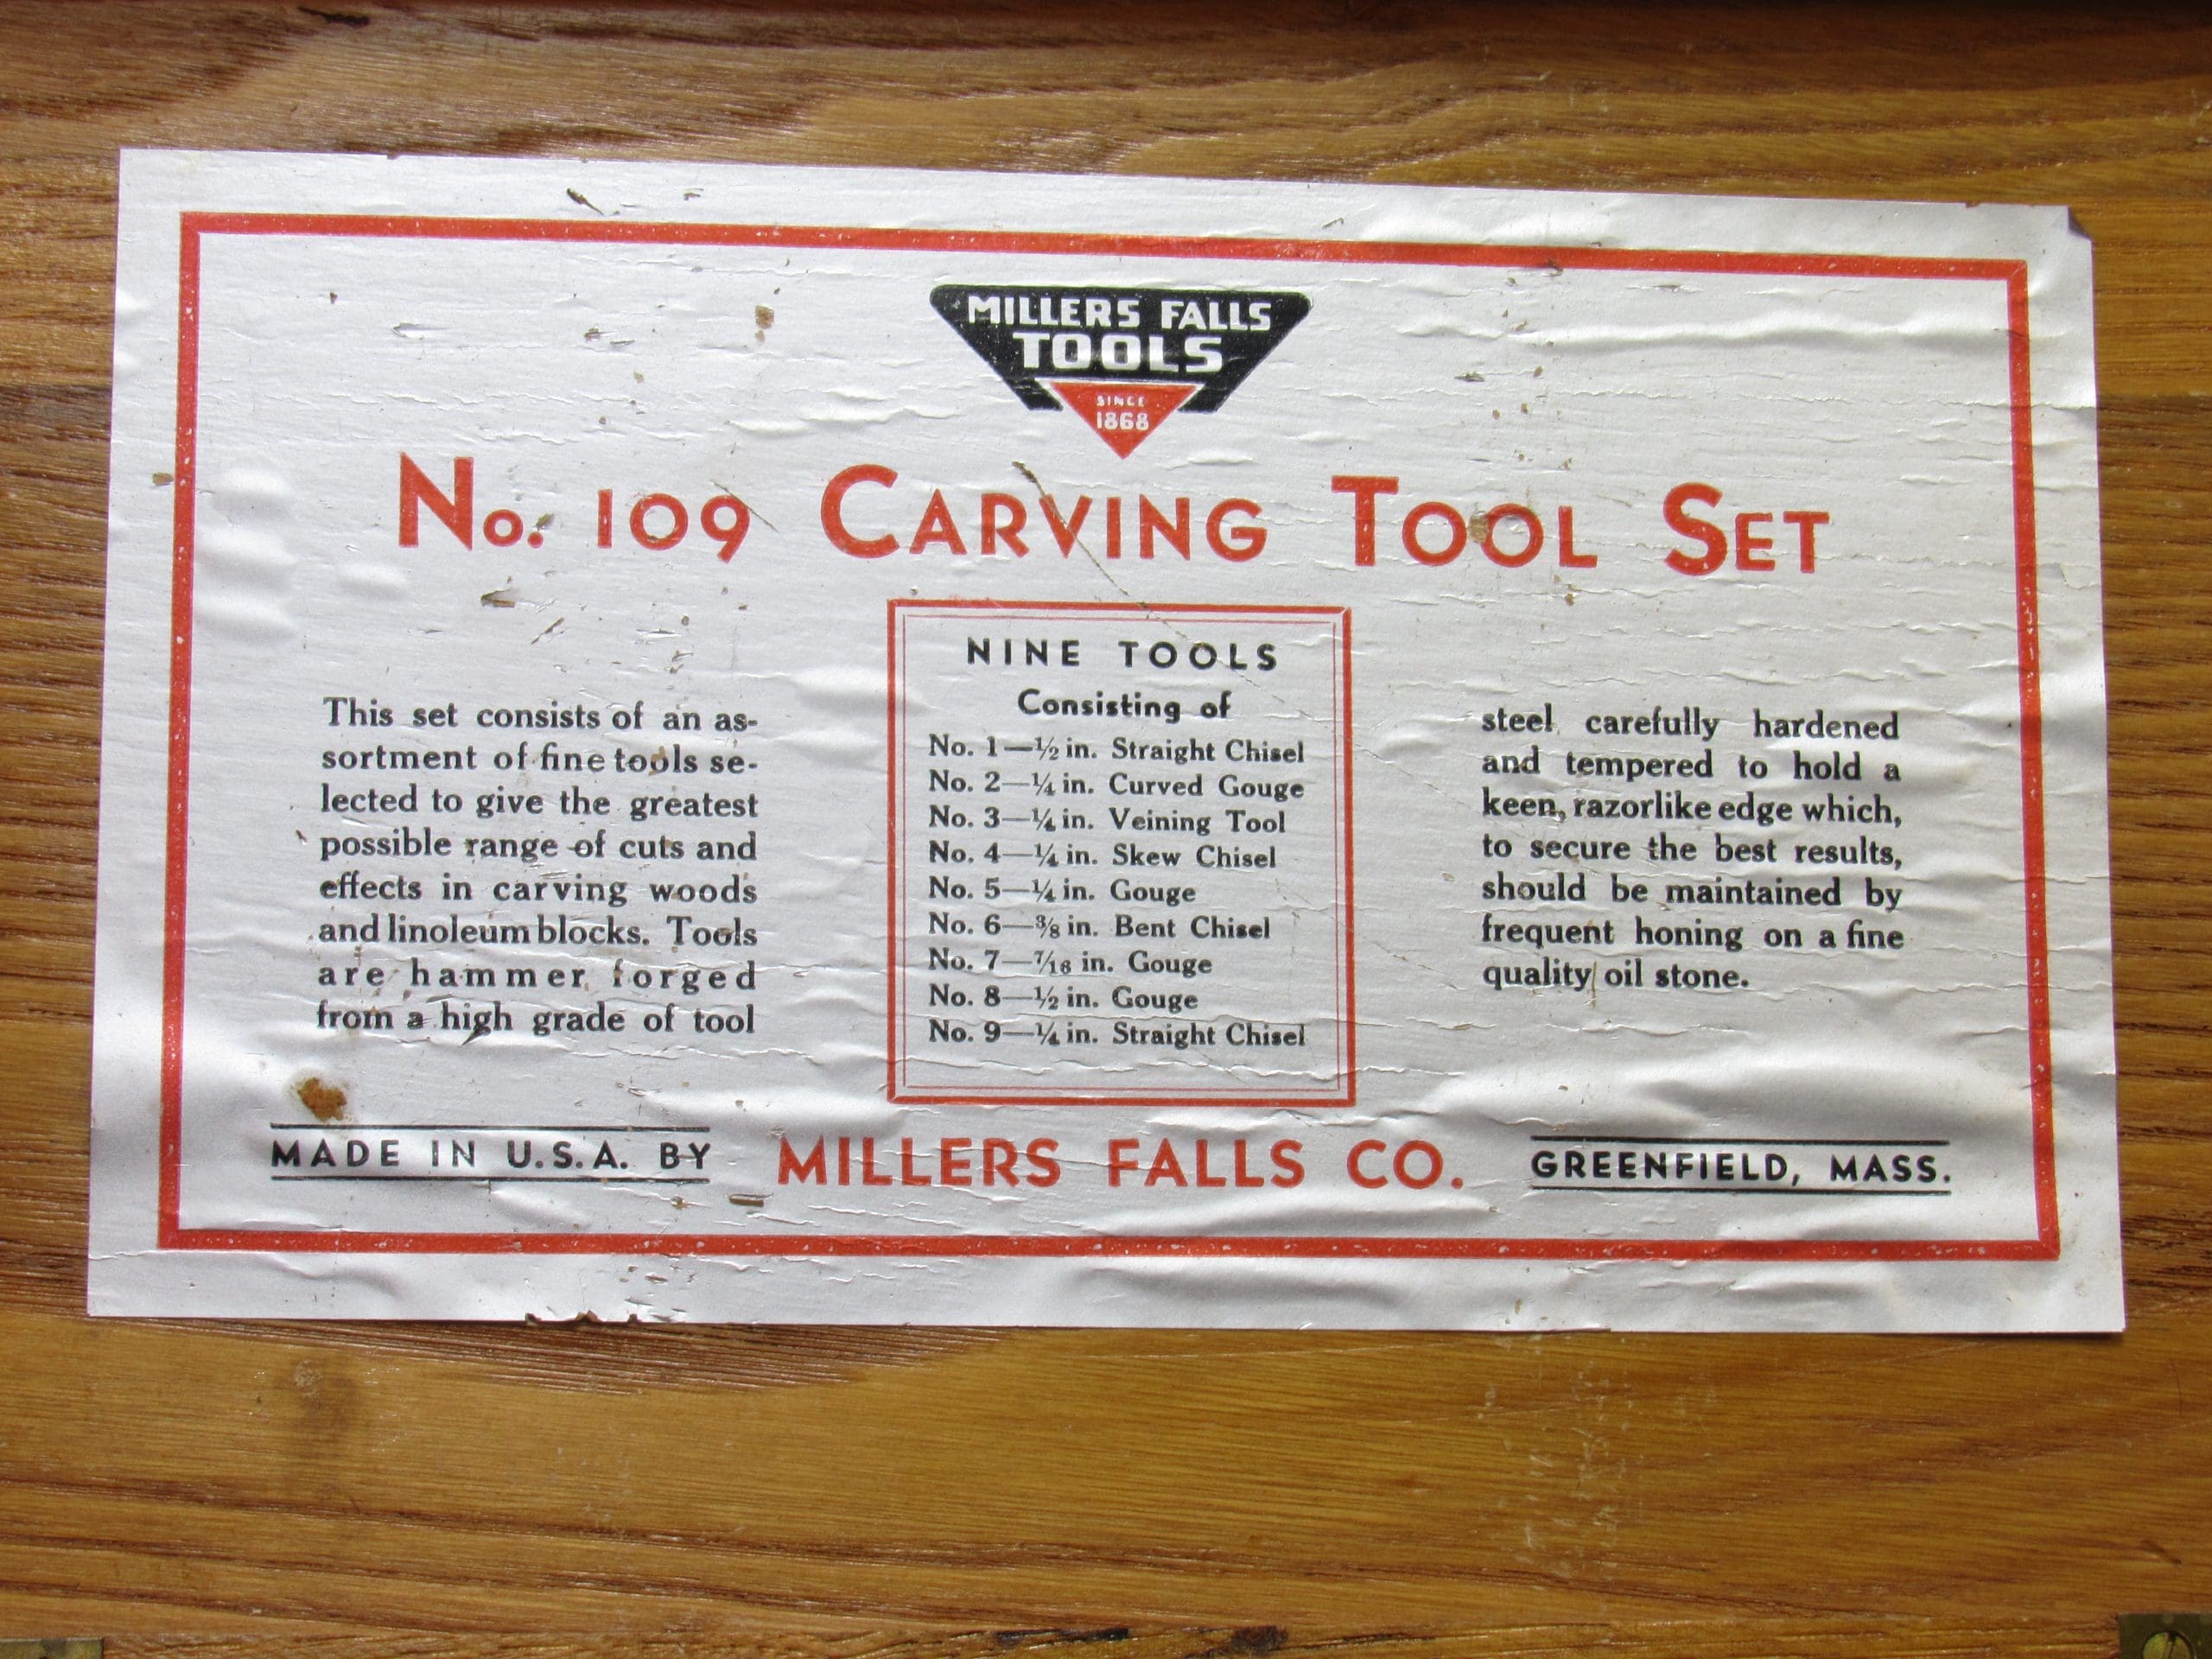 MILLERS FALLS
TOOLS
SINCE
1868
No. 109 CARVING TOOL SET
This set consists of an as-
sortment of fine tools se-
lected to give the greatest
possible range of cuts and
effects in carving woods
and linoleum blocks. Tools
are hammer forged
from a high grade of tool
NINE TOOLS
Consisting of
No. 1—½ in. Straight Chisel
No. 2—¼ in. Curved Gouge
No. 3—¼ in. Veining Tool
No. 4—¼ in. Skew Chisel
No. 5—¼ in. Gouge
No. 6—⅜ in. Bent Chisel
No. 7—7/16 in. Gouge
No. 8—½ in. Gouge
No. 9—¼ in. Straight Chisel
steel carefully hardened
and tempered to hold a
keen, razorlike edge which,
to secure the best results,
should be maintained by
frequent honing on a fine
quality oil stone.
MADE IN U.S.A. BY MILLERS FALLS CO. GREENFIELD, MASS.